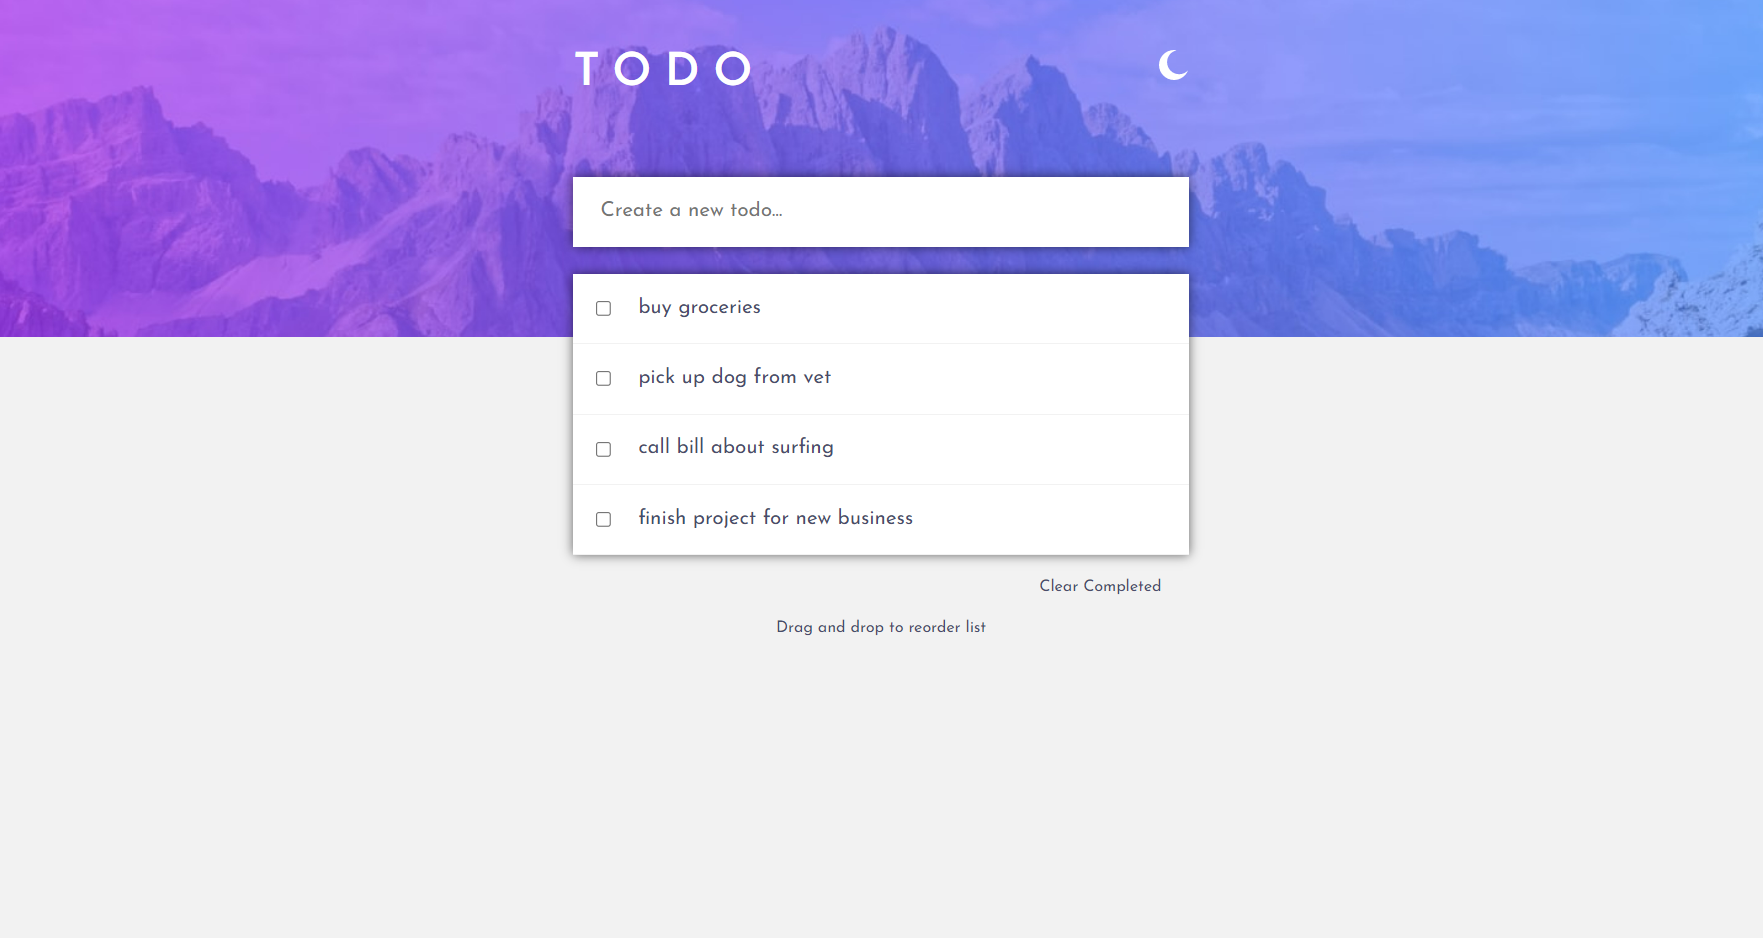 TODO
Create a new todo...
buy groceries
pick up dog from vet
call bill about surfing
finish project for new business
Clear Completed
Drag and drop to reorder list